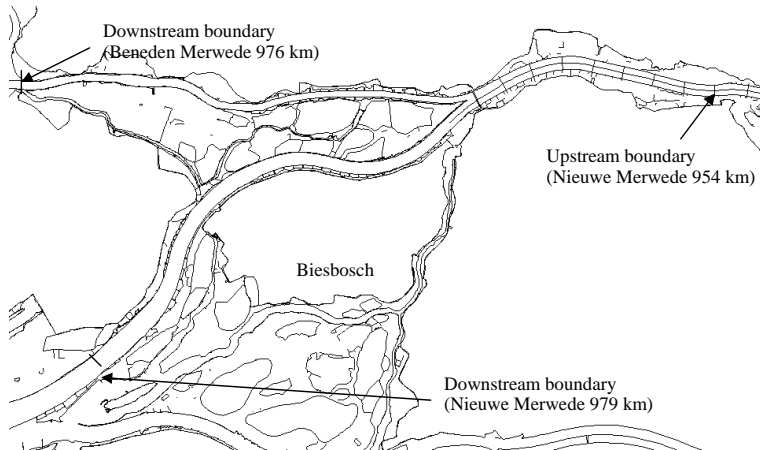 Downstream boundary
(Beneden Merwede 976 km)
Upstream boundary
(Nieuwe Merwede 954 km)
Biesbosch
Downstream boundary
(Nieuwe Merwede 979 km)